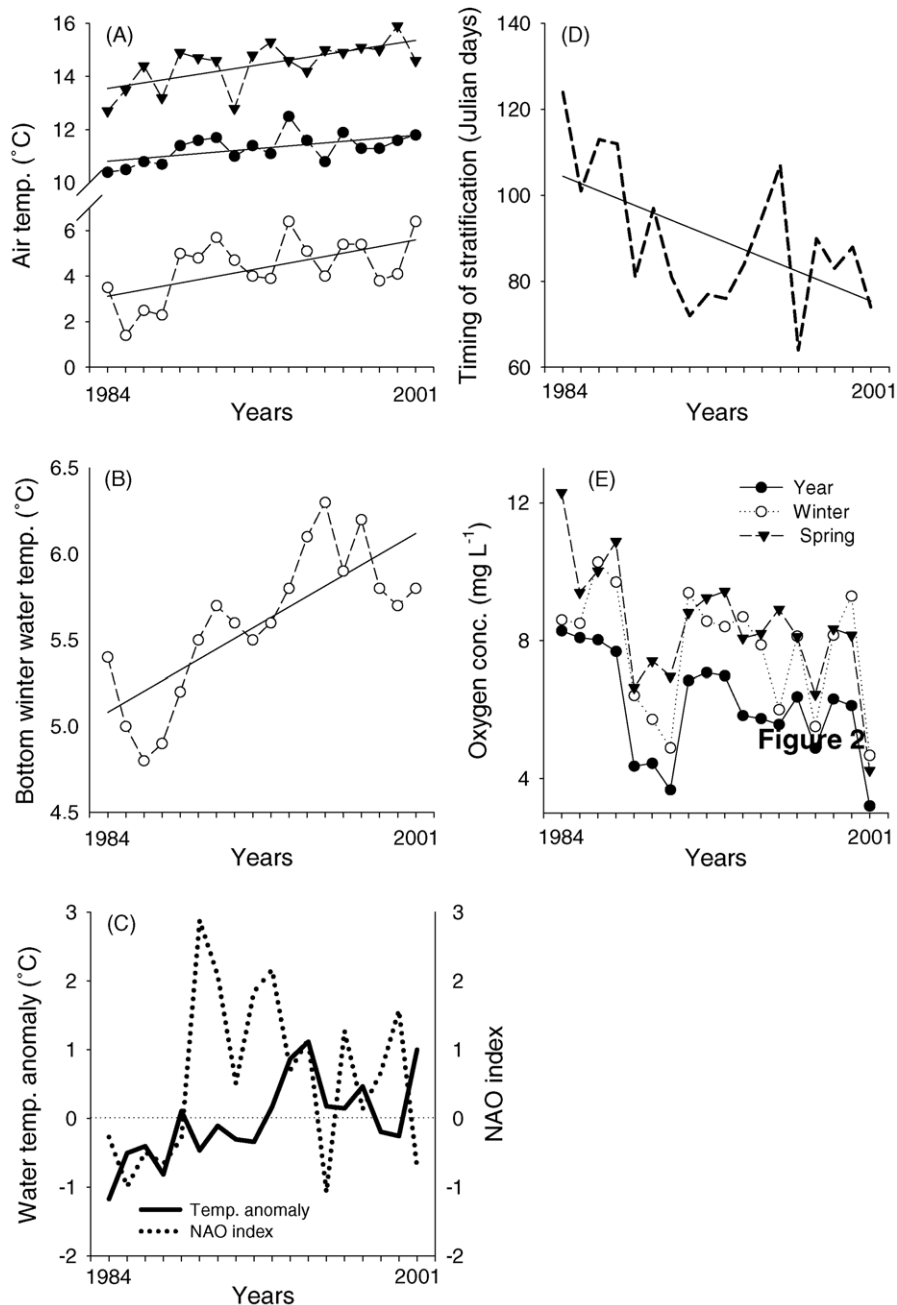 (A)
16
14
12
10
6
4
2
0
Air temp. (˚C)
1984
2001
Years
(D)
140
120
100
80
60
Timing of stratification (Julian days)
1984
2001
Years
(B)
6.5
6.0
5.5
5.0
4.5
Bottom winter water temp. (˚C)
1984
2001
Years
(E)
12
8
4
Oxygen conc. (mg L⁻¹)
Year
Winter
Spring
Figure 2
1984
2001
Years
(C)
3
2
1
0
-1
-2
Water temp. anomaly (˚C)
3
2
1
0
-1
-2
NAO index
Temp. anomaly
NAO index
1984
2001
Years